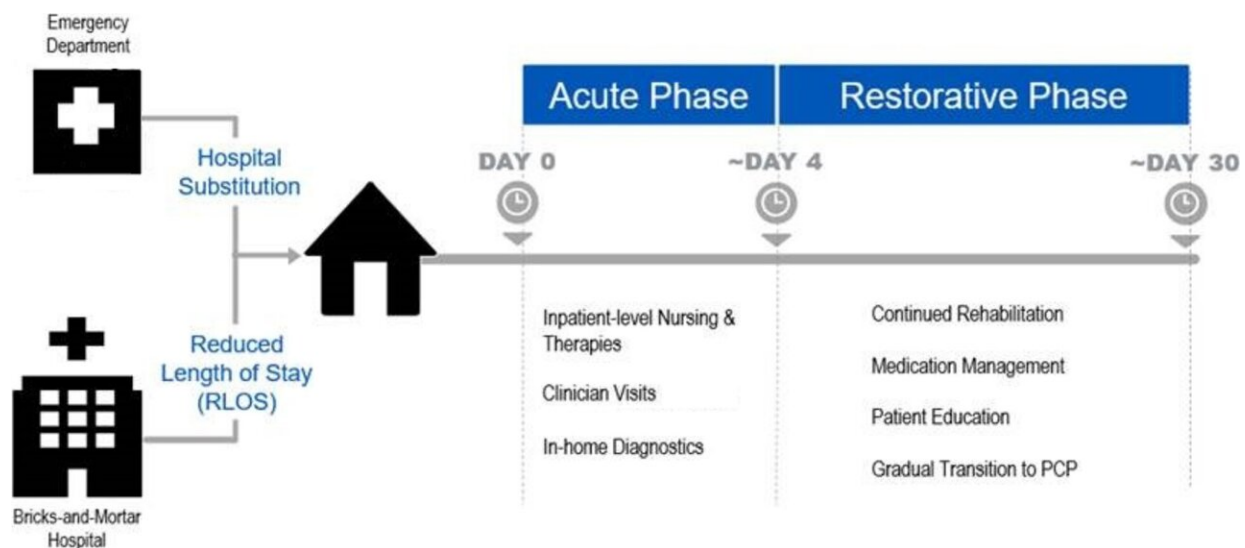 Emergency
Department
Hospital
Substitution
Reduced
Length of Stay
(RLOS)
Bricks-and-Mortar
Hospital
Acute Phase
Restorative Phase
DAY 0
~DAY 4
~DAY 30
Inpatient-level Nursing &
Therapies
Clinician Visits
In-home Diagnostics
Continued Rehabilitation
Medication Management
Patient Education
Gradual Transition to PCP